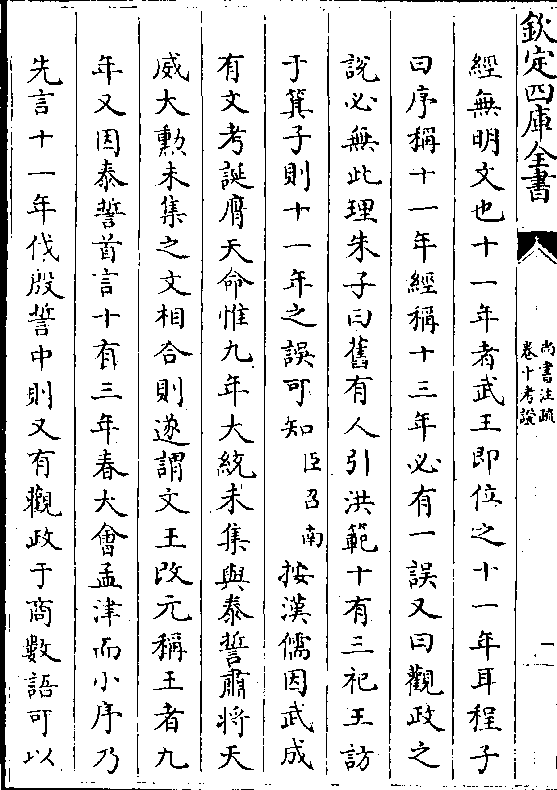 欽定四庫全書
尚書注疏
卷十考證
一
經無明文也十一年者武王即位之十一年耳程子
曰序稱十一年經稱十三年必有一誤又曰觀政之
說必無此理朱子曰舊有人引洪範十有三祀王訪
于箕子則十一年之誤可知臣召南按漢儒因武成
有文考誕膺天命惟九年大統未集與泰誓肅將天
威大勲未集之文相合則遂謂文王改元稱王者九
年又因泰誓首言十有三年春大會孟津而小序乃
先言十一年伐殷誓中則又有觀政于商數語可以